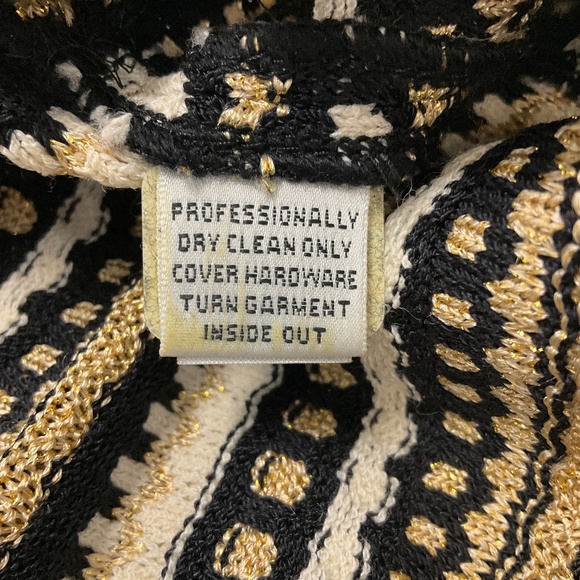 PROFESSIONALLY
DRY CLEAN ONLY
COVER HARDWARE
TURN GARMENT
INSIDE OUT